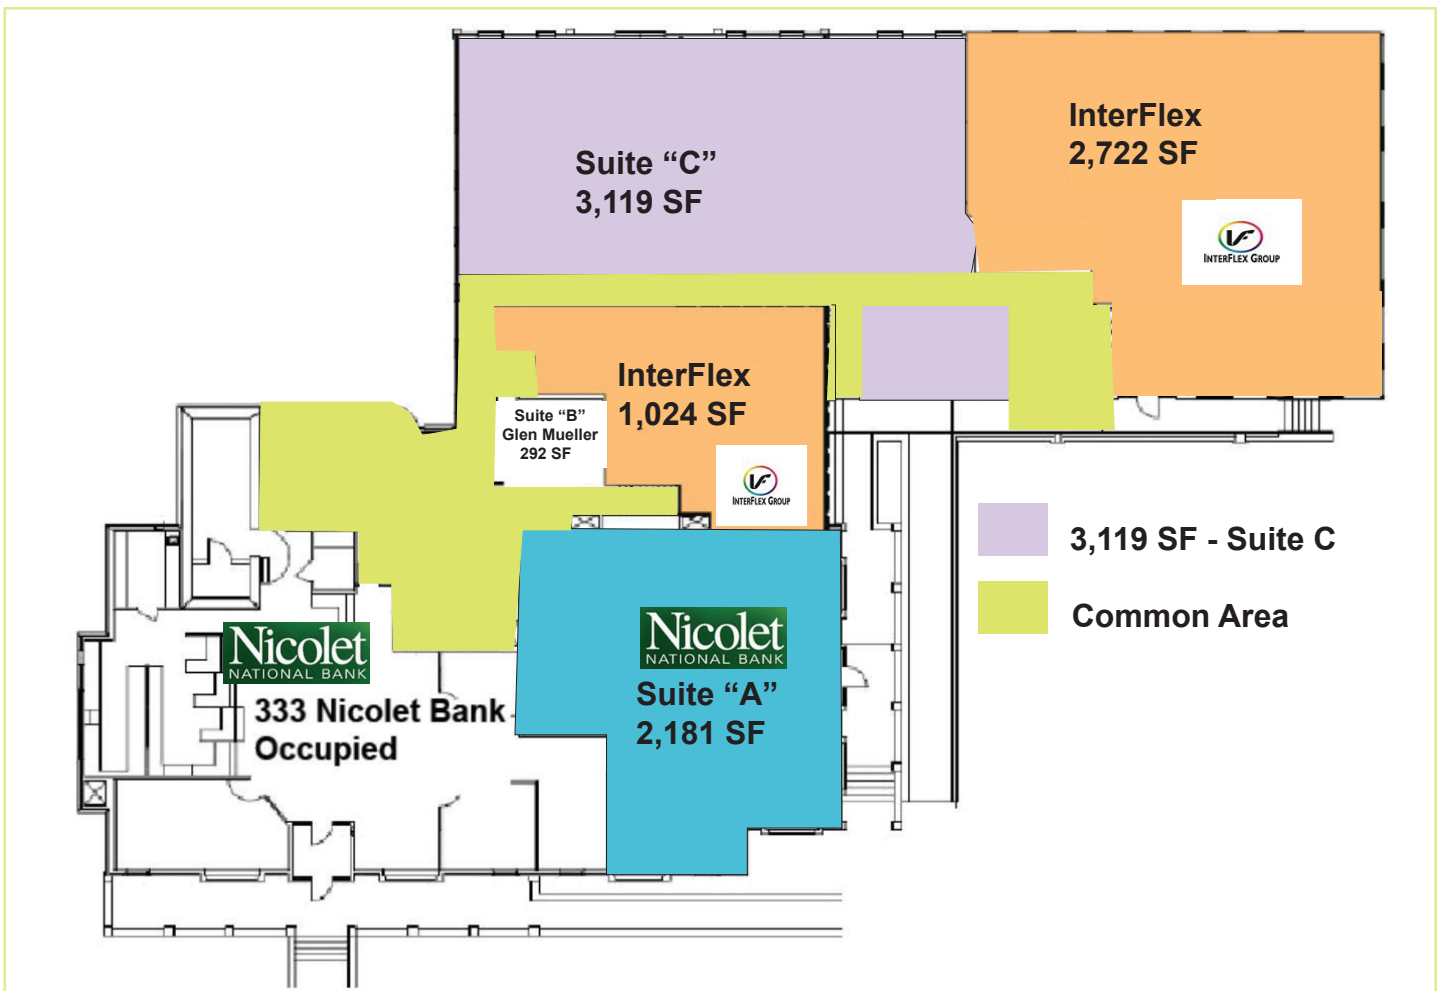 Suite “C”
3,119 SF
InterFlex
2,722 SF
INTERFLEX GROUP
InterFlex
1,024 SF
INTERFLEX GROUP
Suite “B”
Glen Mueller
292 SF
3,119 SF - Suite C
Common Area
Nicolet
NATIONAL BANK
333 Nicolet Bank
Occupied
Nicolet
NATIONAL BANK
Suite “A”
2,181 SF